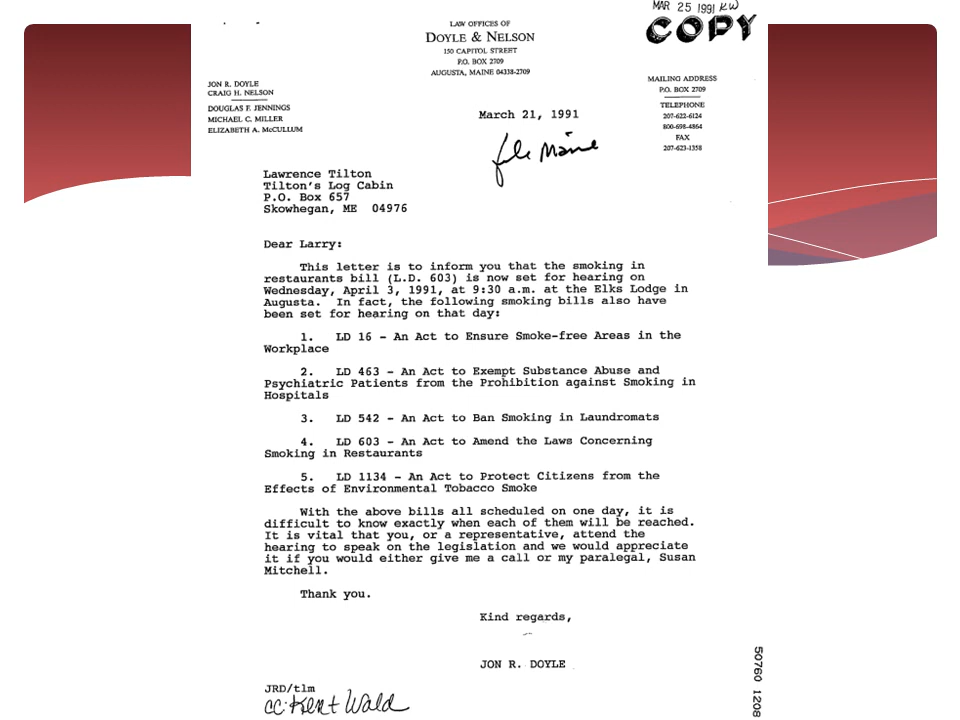 MAR 25 1991 KW
COPY
LAW OFFICES OF
DOYLE & NELSON
150 CAPITOL STREET
P.O. BOX 2709
AUGUSTA, MAINE 04338-2709
JON R. DOYLE
CRAIG H. NELSON
DOUGLAS F. JENNINGS
MICHAEL C. MILLER
ELIZABETH A. McCULLUM
MAILING ADDRESS
P.O. BOX 2709
TELEPHONE
207-622-6124
800-698-4864
FAX
207-623-1358
March 21, 1991
file Maine
Lawrence Tilton
Tilton's Log Cabin
P.O. Box 657
Skowhegan, ME 04976
Dear Larry:
This letter is to inform you that the smoking in
restaurants bill (L.D. 603) is now set for hearing on
Wednesday, April 3, 1991, at 9:30 a.m. at the Elks Lodge in
Augusta. In fact, the following smoking bills also have
been set for hearing on that day:
1. LD 16 - An Act to Ensure Smoke-free Areas in the
Workplace
2. LD 463 - An Act to Exempt Substance Abuse and
Psychiatric Patients from the Prohibition against Smoking in
Hospitals
3. LD 542 - An Act to Ban Smoking in Laundromats
4. LD 603 - An Act to Amend the Laws Concerning
Smoking in Restaurants
5. LD 1134 - An Act to Protect Citizens from the
Effects of Environmental Tobacco Smoke
With the above bills all scheduled on one day, it is
difficult to know exactly when each of them will be reached.
It is vital that you, or a representative, attend the
hearing to speak on the legislation and we would appreciate
it if you would either give me a call or my paralegal, Susan
Mitchell.
Thank you.
Kind regards,
JON R. DOYLE
JRD/tlm
cc: Kent Wald
50760 1208